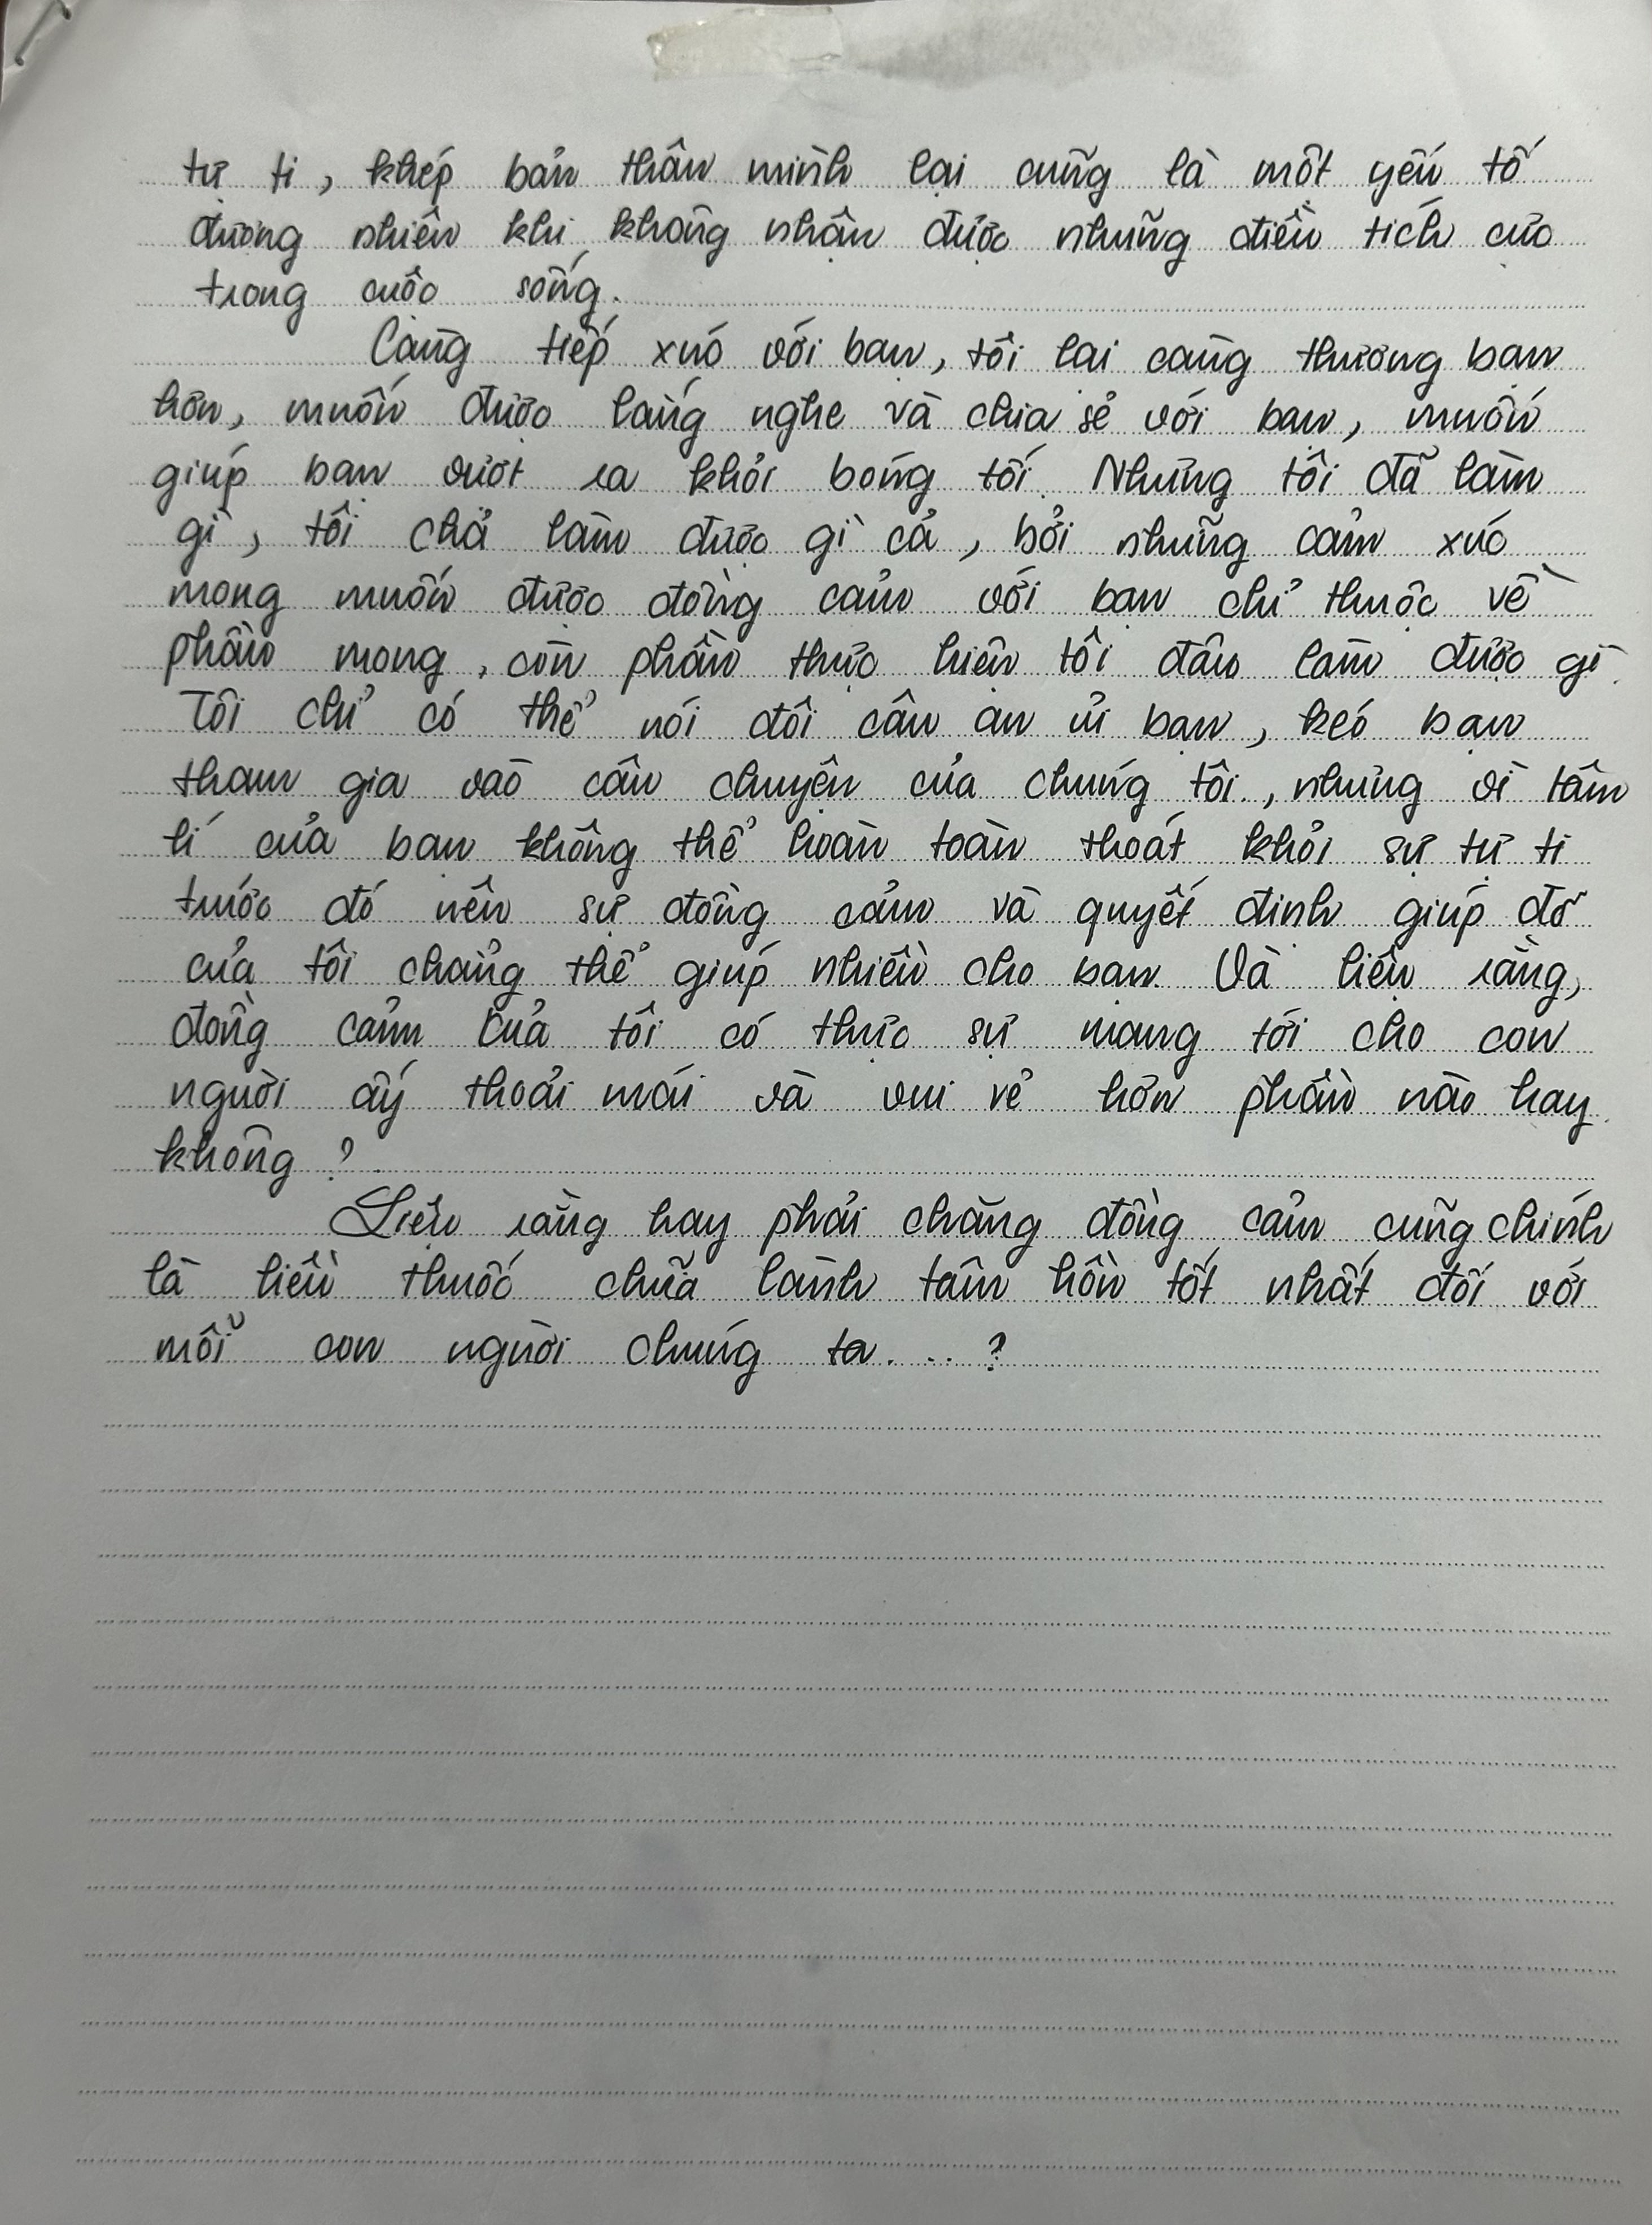 tự ti, khép bản thân mình lại cũng là một yếu tố
đương nhiên khi không nhận được những điều tích cực
trong cuộc sống.
Càng tiếp xúc với bạn, tôi lại càng thương bạn
hơn, muốn được lắng nghe và chia sẻ với bạn, muốn
giúp bạn vượt ra khỏi bóng tối. Nhưng tôi đã làm
gì, tôi chả làm được gì cả, bởi những cảm xúc
mong muốn được đồng cảm với bạn chỉ thuộc về
phần mong, còn phần thực hiện tôi đâu làm được gì.
Tôi chỉ có thể nói đôi câu an ủi bạn, kéo bạn
tham gia vào câu chuyện của chúng tôi, nhưng vì tâm
lí của bạn không thể hoàn toàn thoát khỏi sự tự ti
trước đó nên sự đồng cảm và quyết định giúp đỡ
của tôi chẳng thể giúp nhiều cho bạn. Và liệu rằng,
đồng cảm của tôi có thực sự mang tới cho con
người ấy thoải mái và vui vẻ hơn phần nào hay
không ?
Liệu rằng hay phải chăng đồng cảm cũng chính
là liều thuốc chữa lành tâm hồn tốt nhất đối với
mỗi con người chúng ta... ?